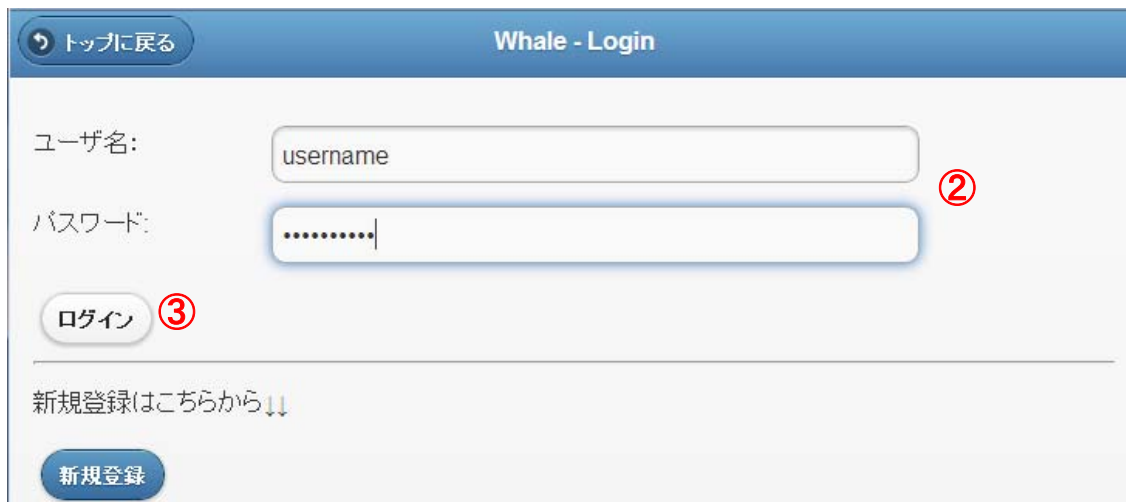 トップに戻る
Whale - Login
ユーザ名:
username
②
パスワード:
••••••••••
ログイン
③
新規登録はこちらから↓↓
新規登録